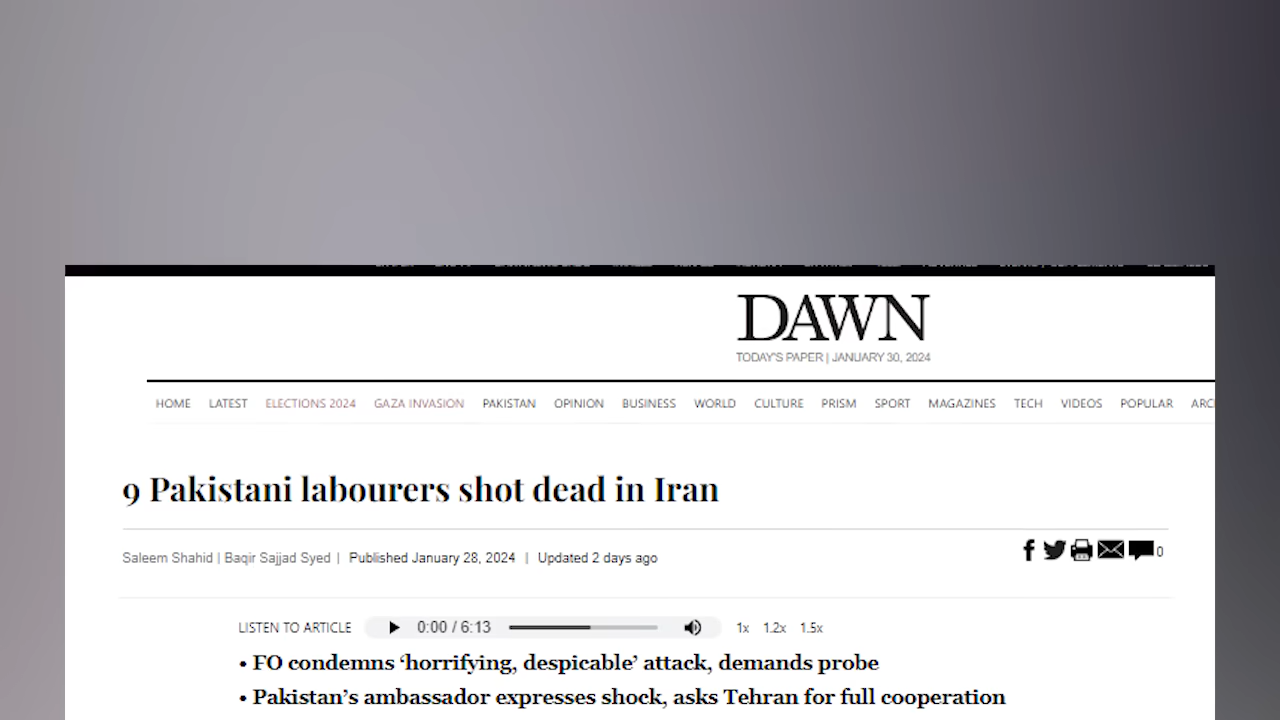 DAWN
TODAY'S PAPER | JANUARY 30, 2024
HOME LATEST ELECTIONS 2024 GAZA INVASION PAKISTAN OPINION BUSINESS WORLD CULTURE PRISM SPORT MAGAZINES TECH VIDEOS POPULAR
9 Pakistani labourers shot dead in Iran
Saleem Shahid | Baqir Sajjad Syed | Published January 28, 2024 | Updated 2 days ago
0
LISTEN TO ARTICLE 0:00 / 6:13 1x 1.2x 1.5x
• FO condemns ‘horrifying, despicable’ attack, demands probe
• Pakistan’s ambassador expresses shock, asks Tehran for full cooperation